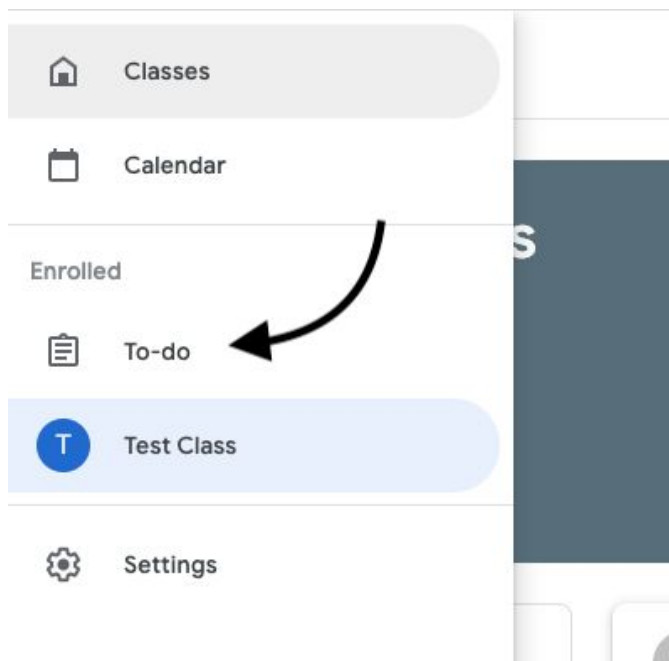 Classes
Calendar
s
Enrolled
To-do
T
Test Class
Settings